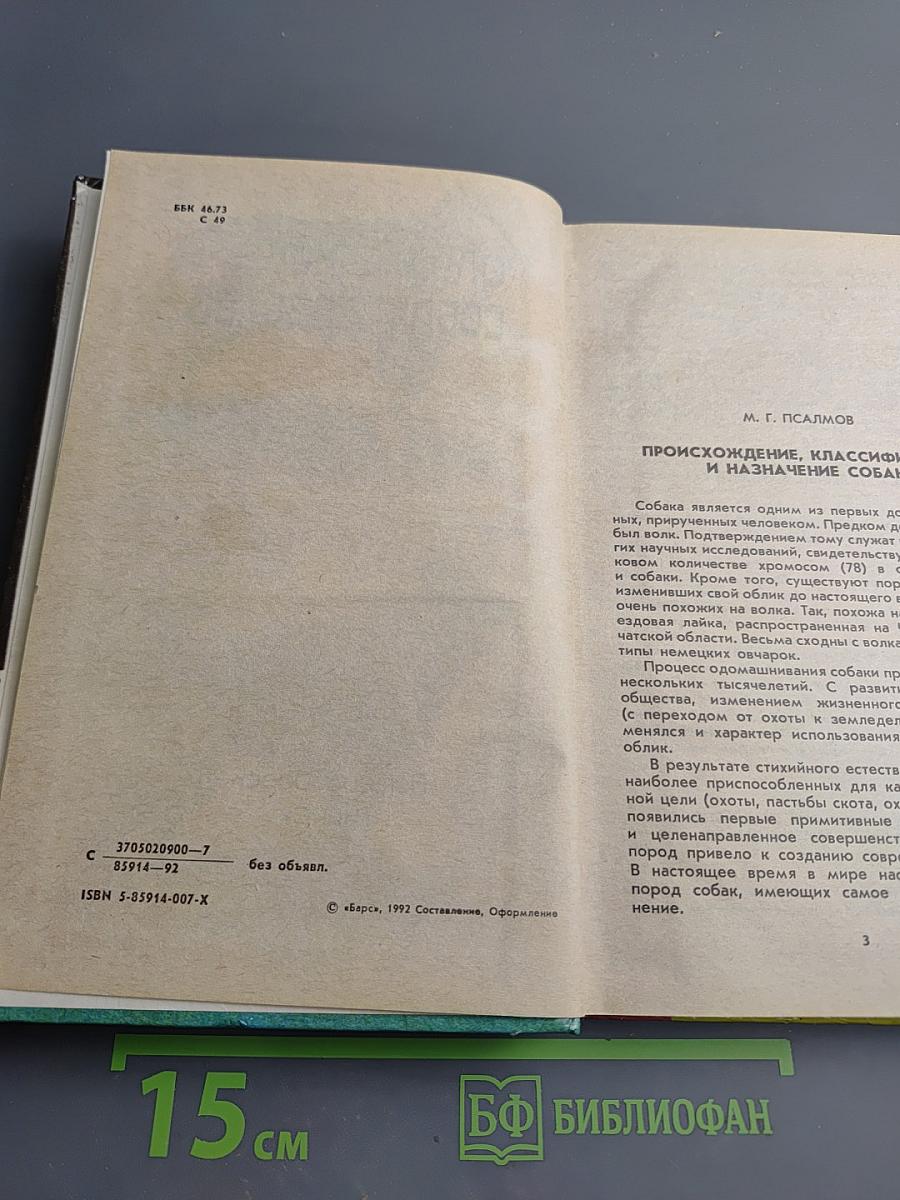 ББК 46.73
С 49
С 3705020900—7
85914—92 без объявл.
ISBN 5-85914-007-X
© «Барс», 1992 Составление, Оформление
М. Г. ПСАЛМОВ
ПРОИСХОЖДЕНИЕ, КЛАССИФИ
И НАЗНАЧЕНИЕ СОБАК
Собака является одним из первых до
ных, прирученных человеком. Предком до
был волк. Подтверждением тому служат
гих научных исследований, свидетельству
ковом количестве хромосом (78) в
и собаки. Кроме того, существуют пор
изменивших свой облик до настоящего в
очень похожих на волка. Так, похожа н
ездовая лайка, распространенная на Ч
чатской области. Весьма сходны с волка
типы немецких овчарок.
Процесс одомашнивания собаки пр
нескольких тысячелетий. С развити
общества, изменением жизненного
(с переходом от охоты к земледел
менялся и характер использования
облик.
В результате стихийного естеств
наиболее приспособленных для ка
ной цели (охоты, пастьбы скота, ох
появились первые примитивные
и целенаправленное совершенст
пород привело к созданию совре
В настоящее время в мире нас
пород собак, имеющих самое
нение.
3
15 см
БФ БИБЛИОФАН